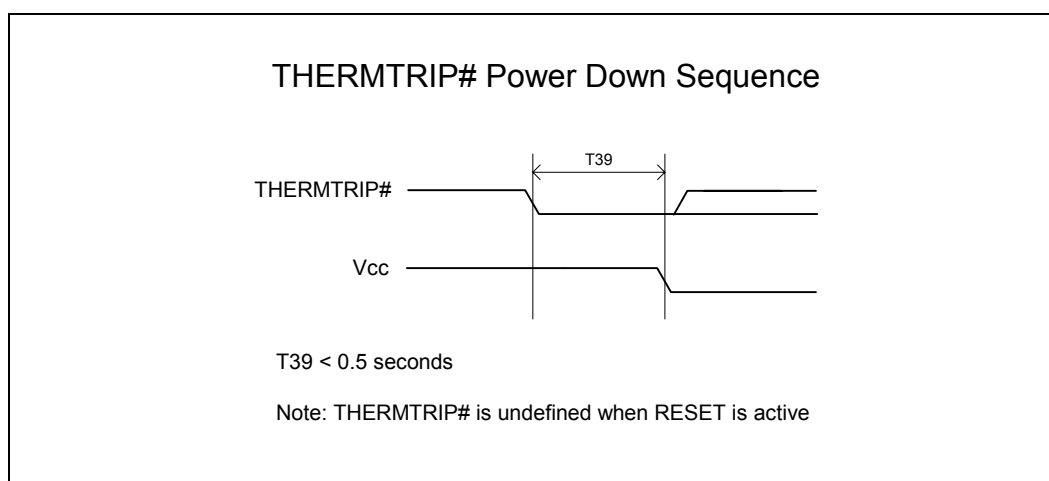 THERMTRIP# Power Down Sequence
T39
THERMTRIP#
Vcc
T39 < 0.5 seconds
Note: THERMTRIP# is undefined when RESET is active